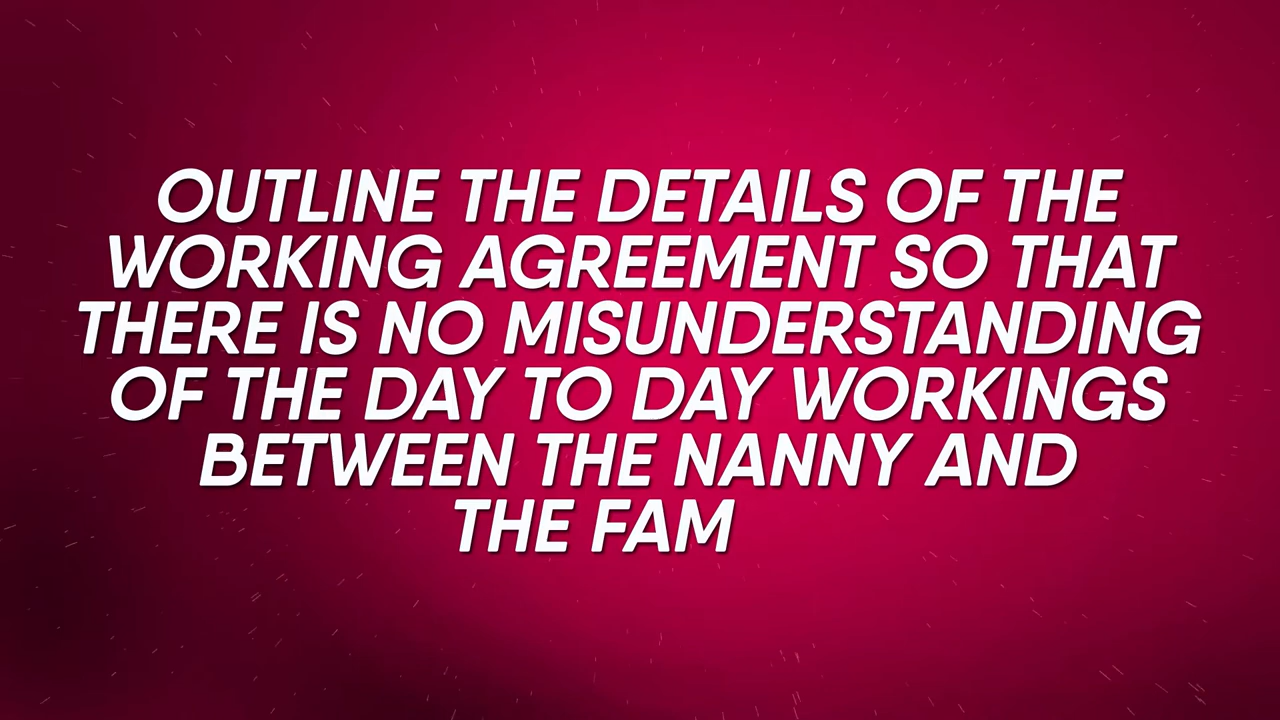 OUTLINE THE DETAILS OF THE
WORKING AGREEMENT SO THAT
THERE IS NO MISUNDERSTANDING
OF THE DAY TO DAY WORKINGS
BETWEEN THE NANNY AND
THE FAM